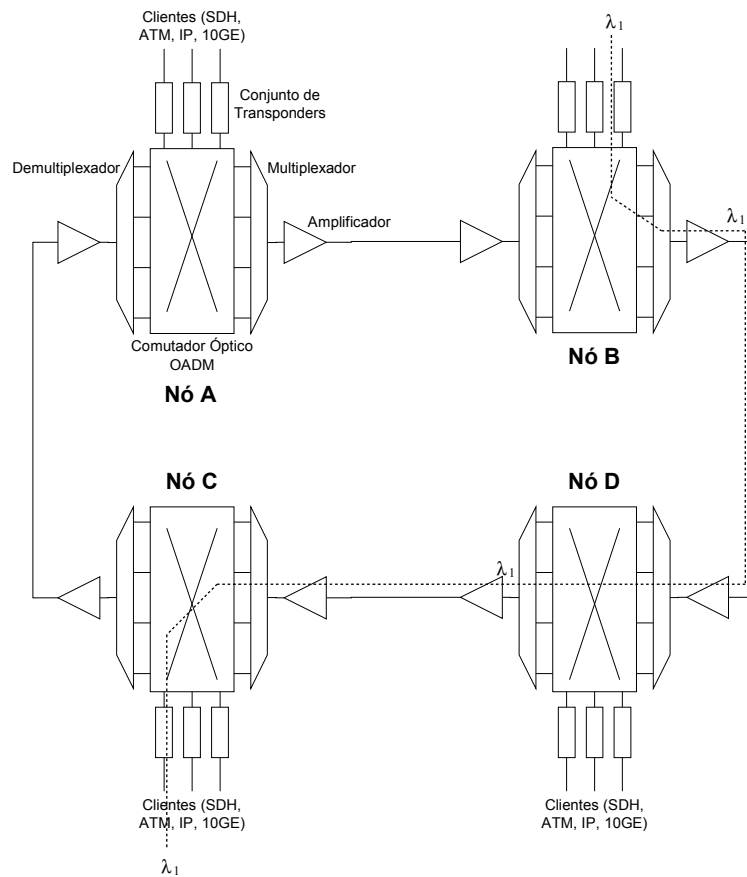 Clientes (SDH,
ATM, IP, 10GE)
λ1
Conjunto de
Transponders
Demultiplexador
Multiplexador
Amplificador
λ1
Comutador Óptico
OADM
Nó A
Nó B
Nó C
Nó D
λ1
Clientes (SDH,
ATM, IP, 10GE)
Clientes (SDH,
ATM, IP, 10GE)
λ1